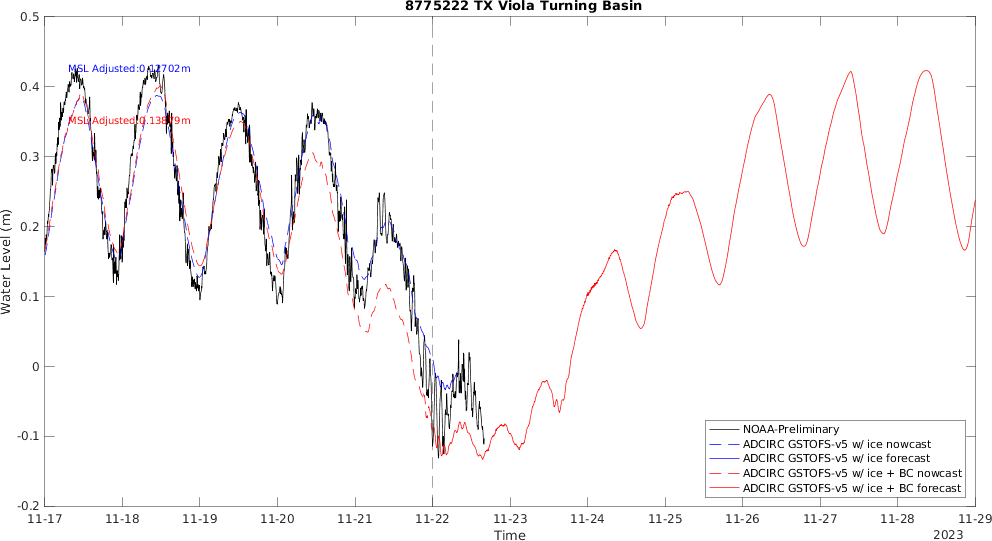 8775222 TX Viola Turning Basin
0.5
MSL Adjusted:0.12702m
0.4
MSL Adjusted:0.13879m
0.3
0.2
Water Level (m)
0.1
0
-0.1
NOAA-Preliminary
ADCIRC GSTOFS-v5 w/ ice nowcast
ADCIRC GSTOFS-v5 w/ ice forecast
ADCIRC GSTOFS-v5 w/ ice + BC nowcast
ADCIRC GSTOFS-v5 w/ ice + BC forecast
-0.2
11-17 11-18 11-19 11-20 11-21 11-22 11-23 11-24 11-25 11-26 11-27 11-28 11-29
Time
2023